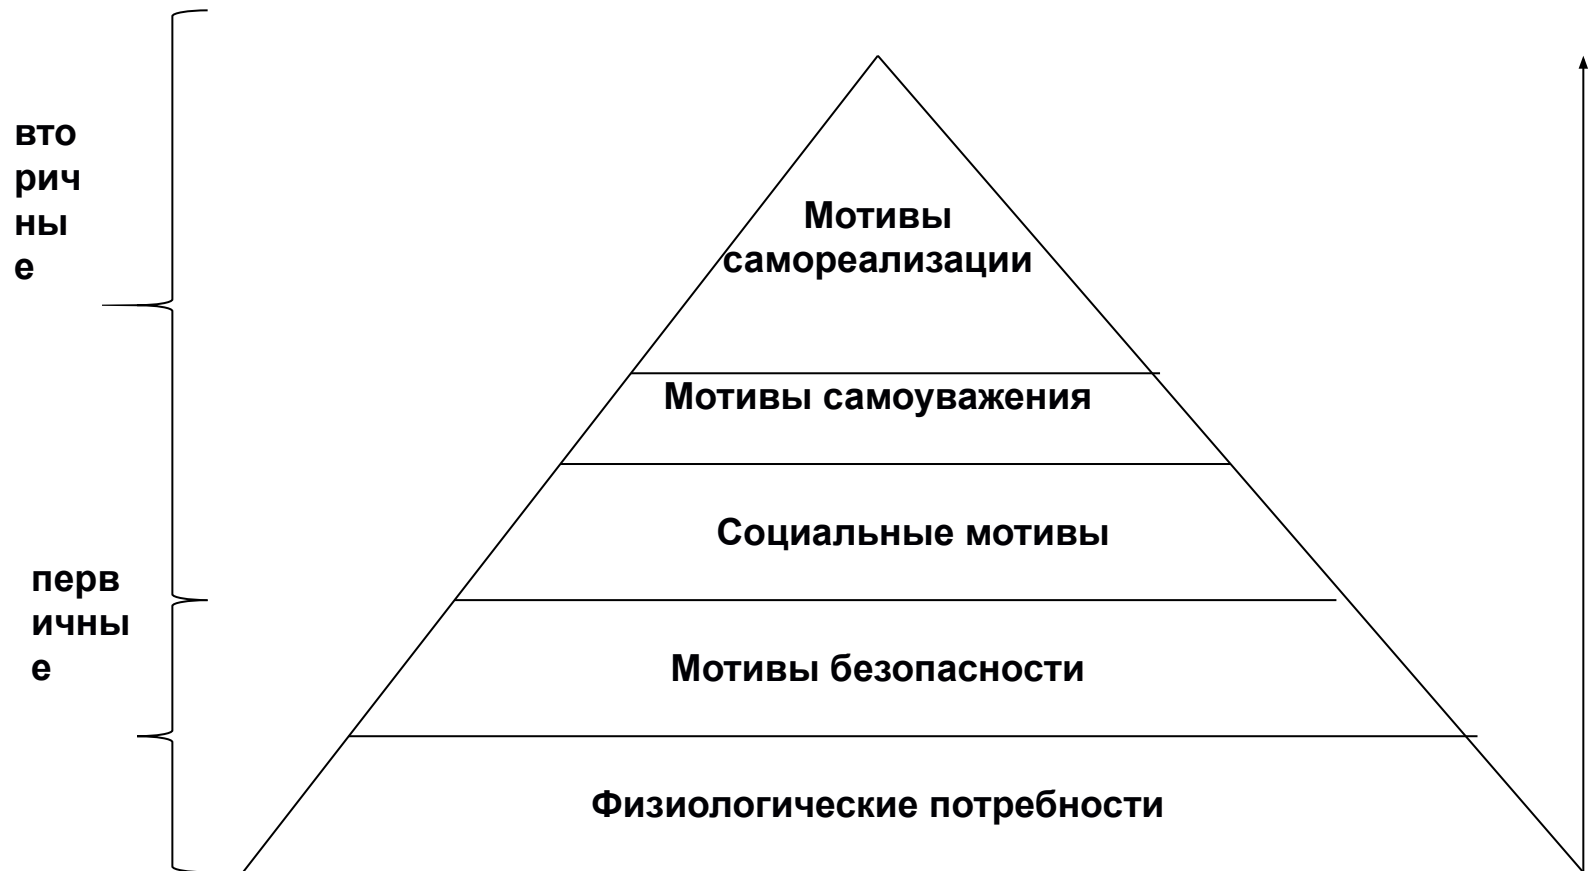 вто
рич
ны
е
Мотивы
самореализации
Мотивы самоуважения
Социальные мотивы
перв
ичны
е
Мотивы безопасности
Физиологические потребности